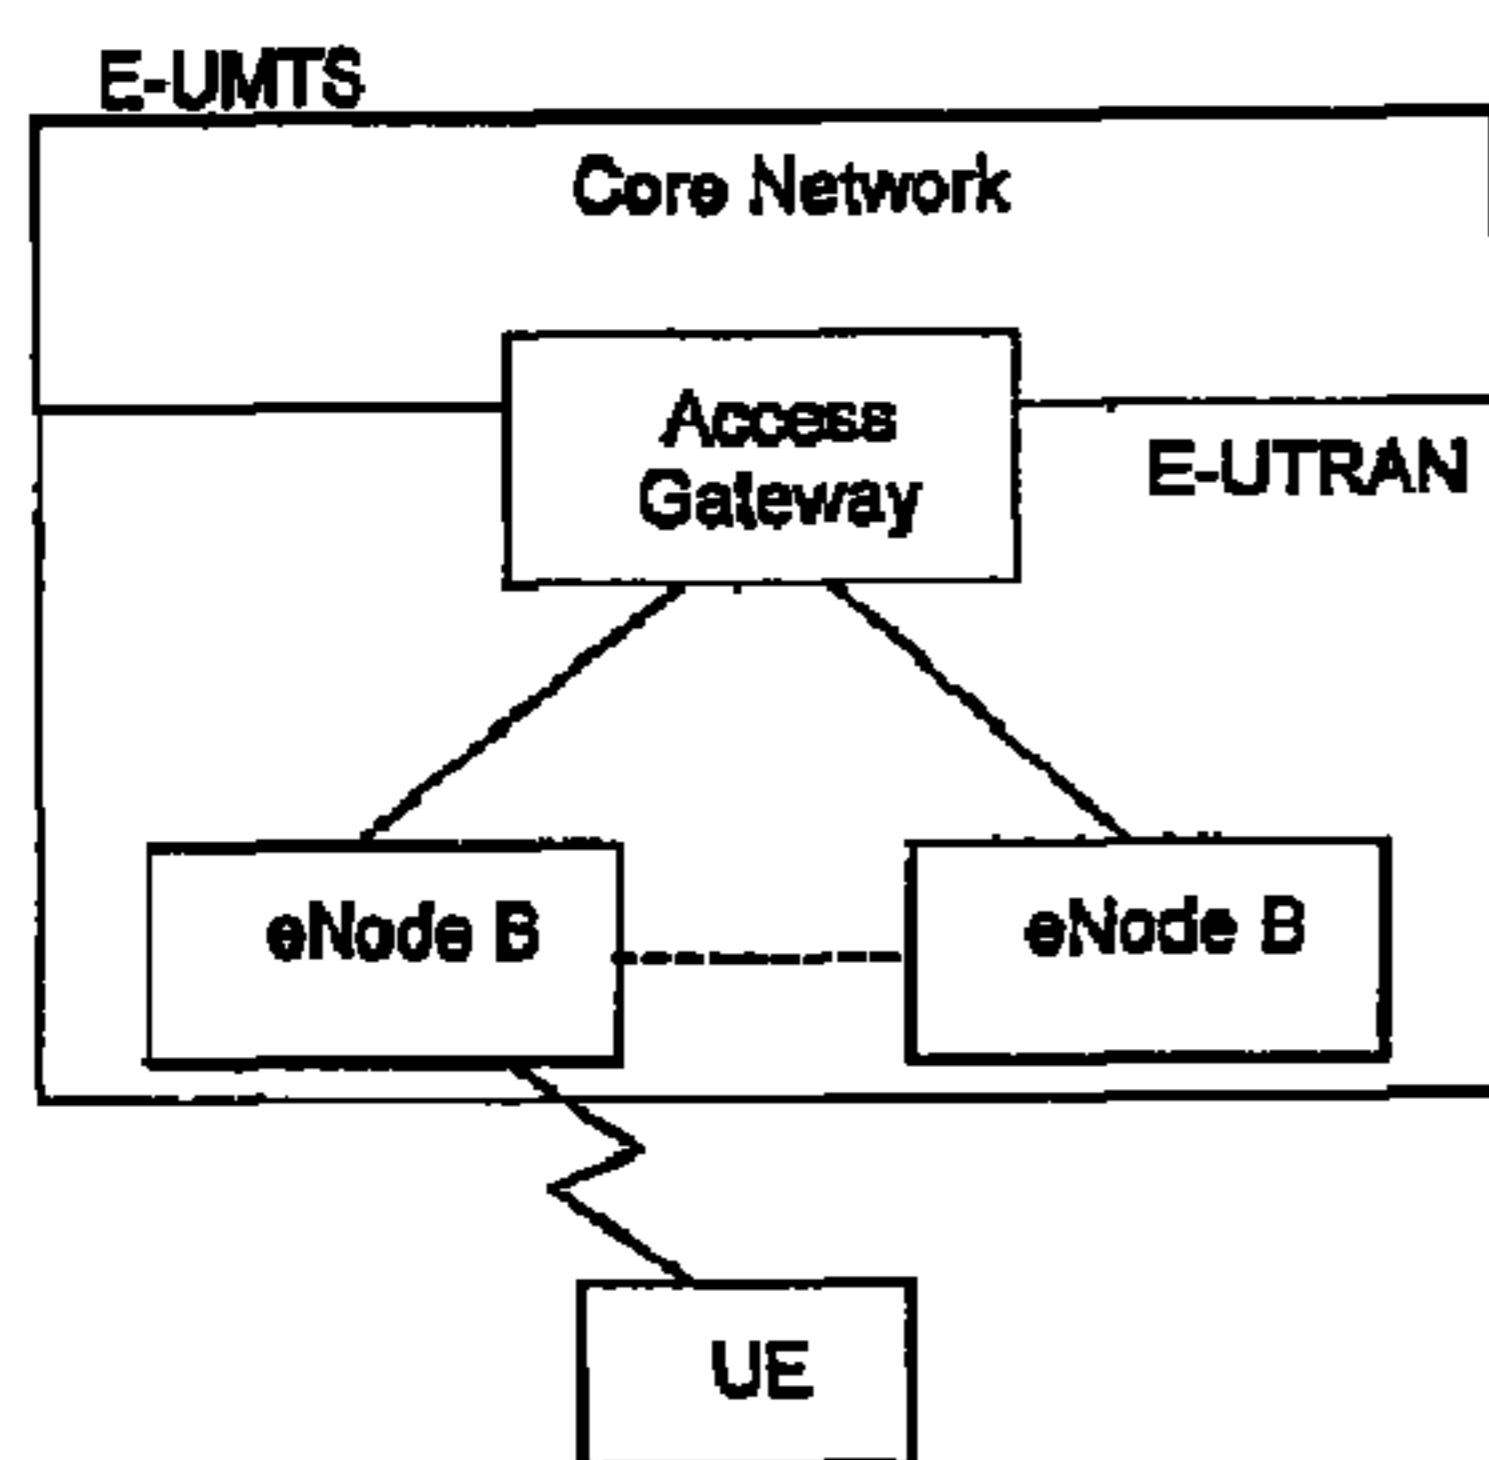 E-UMTS
Core Network
Access
Gateway
E-UTRAN
eNode B
eNode B
UE